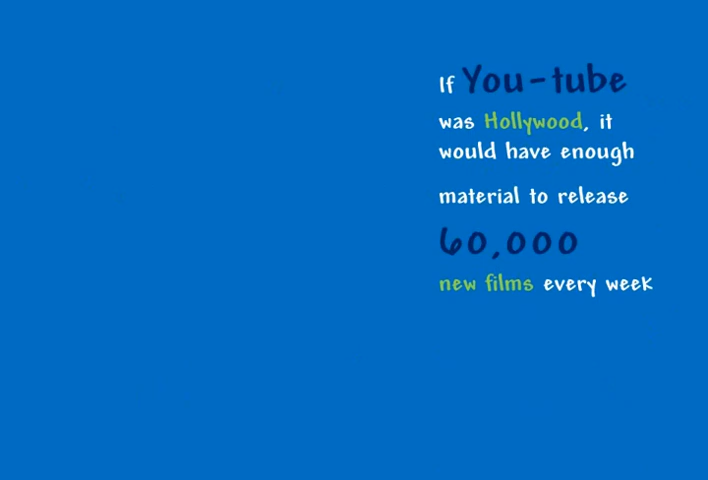 If You-tube
was Hollywood, it
would have enough
material to release
60,000
new films every week